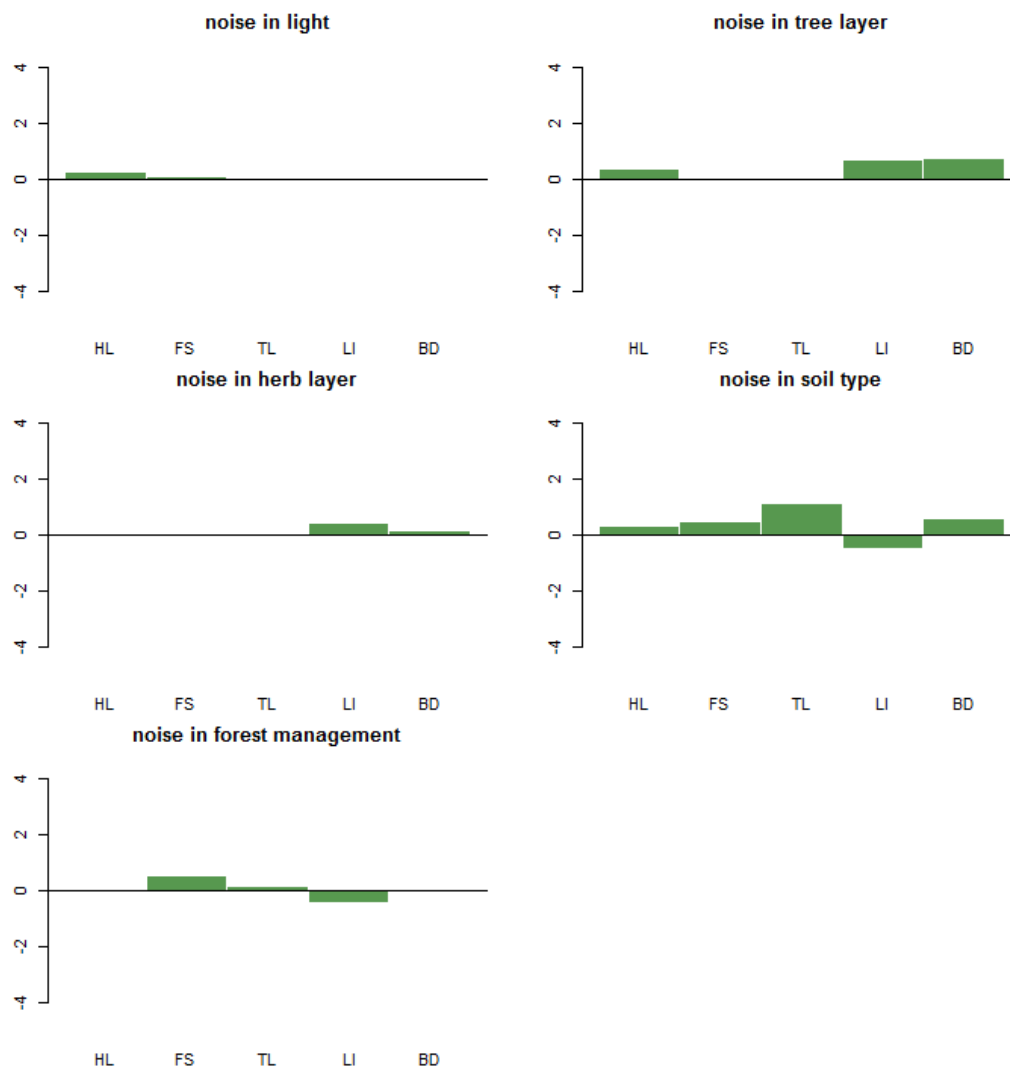 noise in light
4
2
0
-2
-4
HL FS TL LI BD
noise in tree layer
4
2
0
-2
-4
HL FS TL LI BD
noise in herb layer
4
2
0
-2
-4
HL FS TL LI BD
noise in soil type
4
2
0
-2
-4
HL FS TL LI BD
noise in forest management
4
2
0
-2
-4
HL FS TL LI BD